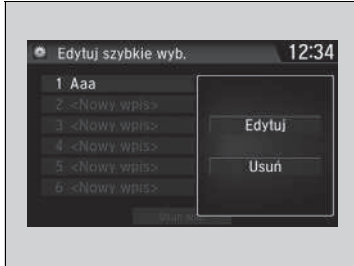 Edytuj szybkie wyb.
12:34
1 Aaa
2 <Nowy wpis>
3 <Nowy wpis>
4 <Nowy wpis>
5 <Nowy wpis>
6 <Nowy wpis>
Edytuj
Usuń
Usuń